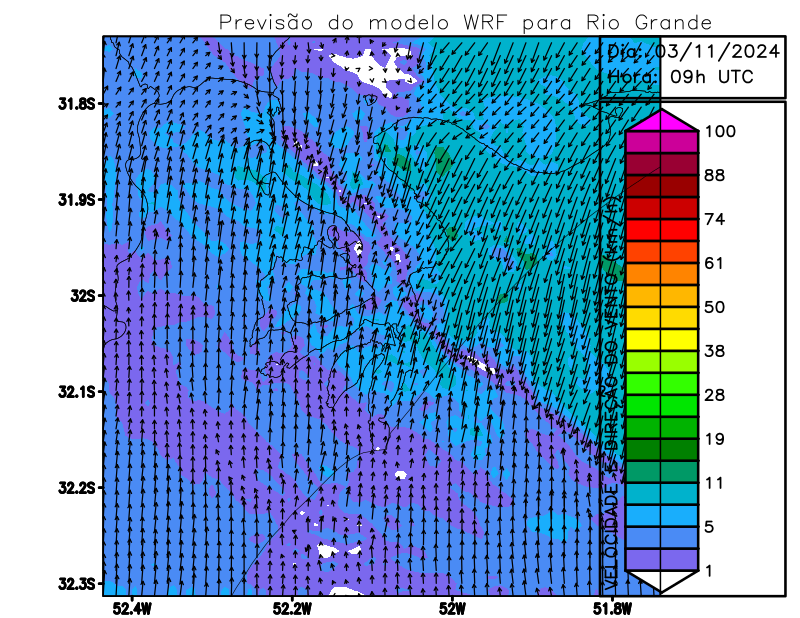 Previsão do modelo WRF para Rio Grande
Dia: 03/11/2024
Hora: 09h UTC
31.8S
31.9S
32S
32.1S
32.2S
32.3S
52.4W
52.2W
52W
51.8W
VELOCIDADE E DIREÇÃO DO VENTO (km/h)
100
88
74
61
50
38
28
19
11
5
1